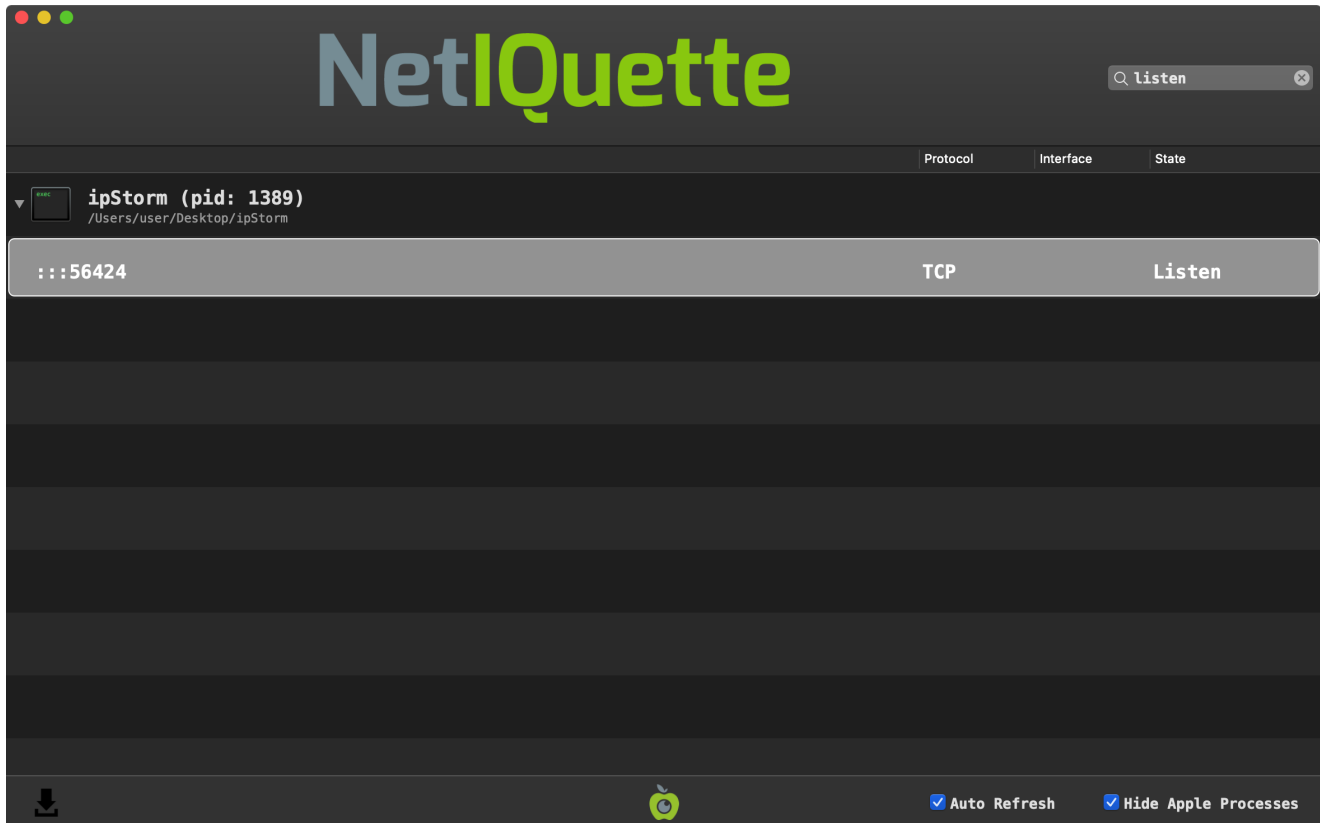 NetIQuette
listen
Protocol Interface State
exec
ipStorm (pid: 1389)
/Users/user/Desktop/ipStorm
:::56424 TCP Listen
Auto Refresh Hide Apple Processes